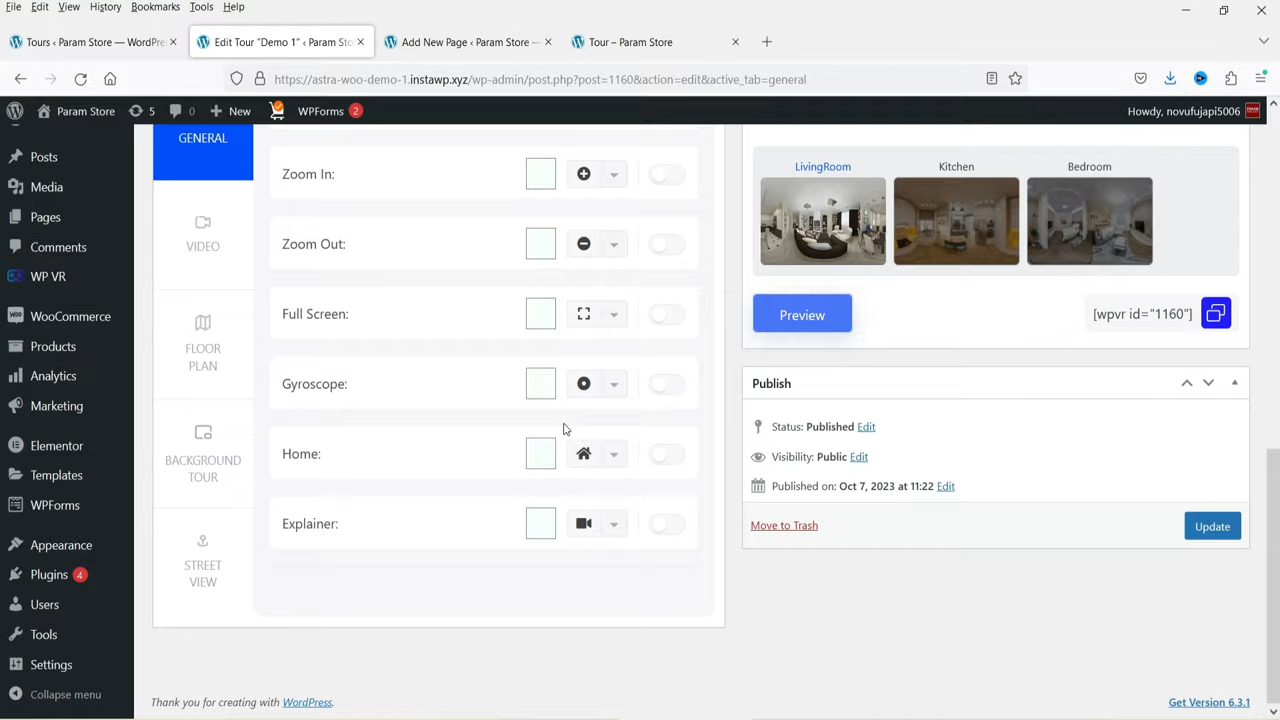 File Edit View History Bookmarks Tools Help
Tours ‹ Param Store — WordPre
Edit Tour "Demo 1" ‹ Param Sto
Add New Page ‹ Param Store —
Tour – Param Store
https://astra-woo-demo-1.instawp.xyz/wp-admin/post.php?post=1160&action=edit&active_tab=general
Param Store 5 0 New WPForms 2 Howdy, novufujapi5006
Posts
Media
Pages
Comments
WP VR
WooCommerce
Products
Analytics
Marketing
Elementor
Templates
WPForms
Appearance
Plugins 4
Users
Tools
Settings
Collapse menu
GENERAL
VIDEO
FLOOR
PLAN
BACKGROUND
TOUR
STREET
VIEW
Zoom In:
Zoom Out:
Full Screen:
Gyroscope:
Home:
Explainer:
LivingRoom Kitchen Bedroom
Preview [wpvr id="1160"]
Publish
Status: Published Edit
Visibility: Public Edit
Published on: Oct 7, 2023 at 11:22 Edit
Move to Trash Update
Thank you for creating with WordPress. Get Version 6.3.1